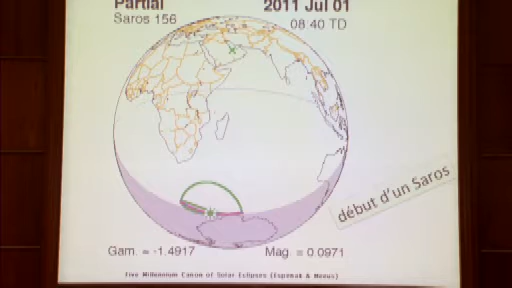 Partial
2011 Jul 01
Saros 156
08:40 TD
début d'un Saros
Gam. = -1.4917
Mag. = 0.0971
Five Millennium Canon of Solar Eclipses (Espenak & Meeus)